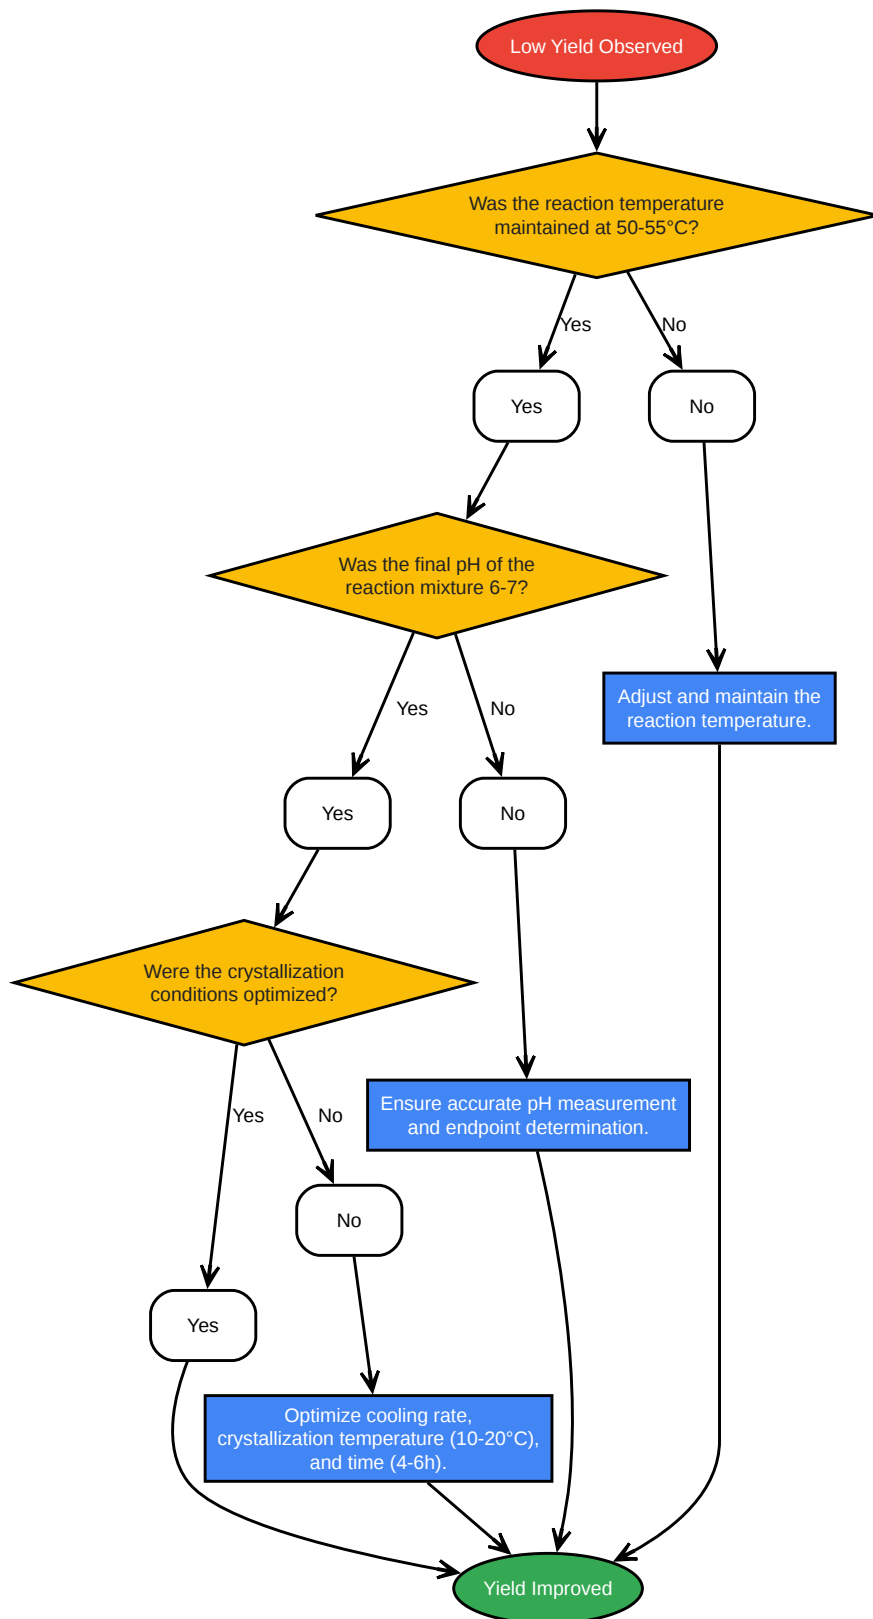 Low Yield Observed
Was the reaction temperature
maintained at 50-55°C?
Yes
No
Yes
No
Was the final pH of the
reaction mixture 6-7?
Adjust and maintain the
reaction temperature.
Yes
No
Yes
No
Were the crystallization
conditions optimized?
Ensure accurate pH measurement
and endpoint determination.
Yes
No
No
Yes
Optimize cooling rate,
crystallization temperature (10-20°C),
and time (4-6h).
Yield Improved